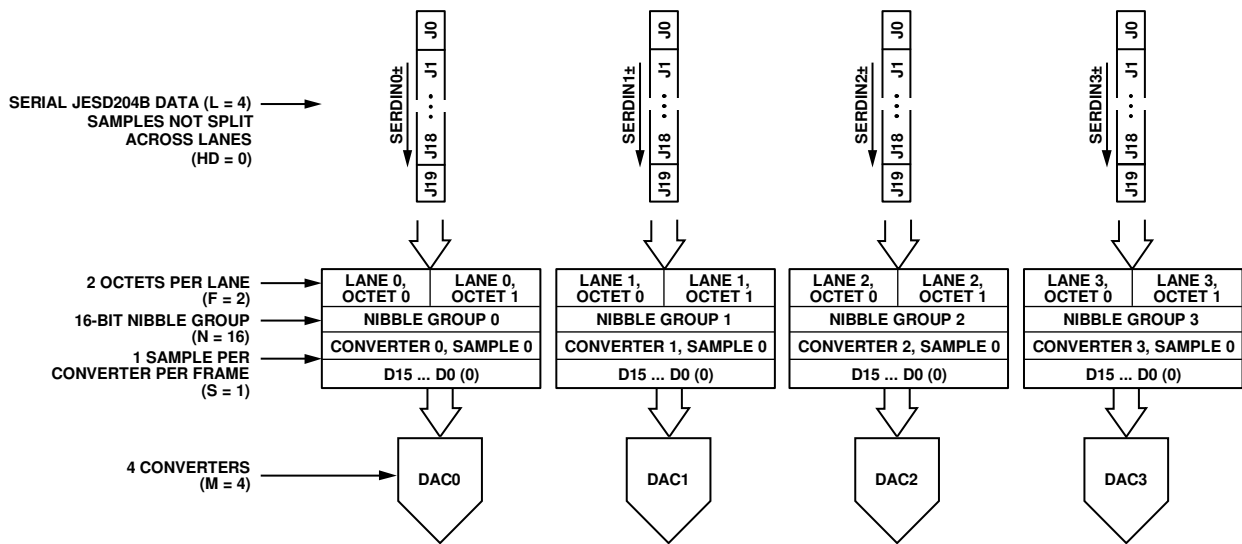 SERIAL JESD204B DATA (L = 4)
SAMPLES NOT SPLIT
ACROSS LANES
(HD = 0)
SERDIN0±
J0
J1
• • •
J18
J19
SERDIN1±
J0
J1
• • •
J18
J19
SERDIN2±
J0
J1
• • •
J18
J19
SERDIN3±
J0
J1
• • •
J18
J19
2 OCTETS PER LANE
(F = 2)
16-BIT NIBBLE GROUP
(N = 16)
1 SAMPLE PER
CONVERTER PER FRAME
(S = 1)
LANE 0,
OCTET 0
LANE 0,
OCTET 1
NIBBLE GROUP 0
CONVERTER 0, SAMPLE 0
D15 ... D0 (0)
LANE 1,
OCTET 0
LANE 1,
OCTET 1
NIBBLE GROUP 1
CONVERTER 1, SAMPLE 0
D15 ... D0 (0)
LANE 2,
OCTET 0
LANE 2,
OCTET 1
NIBBLE GROUP 2
CONVERTER 2, SAMPLE 0
D15 ... D0 (0)
LANE 3,
OCTET 0
LANE 3,
OCTET 1
NIBBLE GROUP 3
CONVERTER 3, SAMPLE 0
D15 ... D0 (0)
4 CONVERTERS
(M = 4)
DAC0
DAC1
DAC2
DAC3